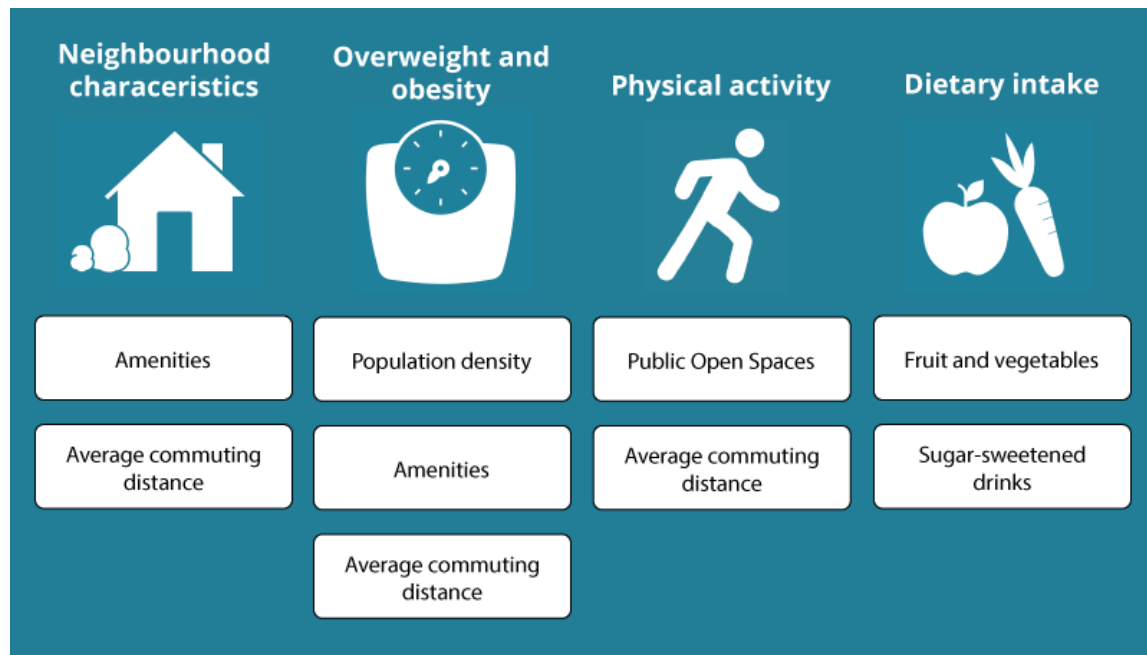 Neighbourhood
characeristics
Overweight and
obesity
Physical activity
Dietary intake
Amenities
Population density
Public Open Spaces
Fruit and vegetables
Average commuting
distance
Amenities
Average commuting
distance
Sugar-sweetened
drinks
Average commuting
distance